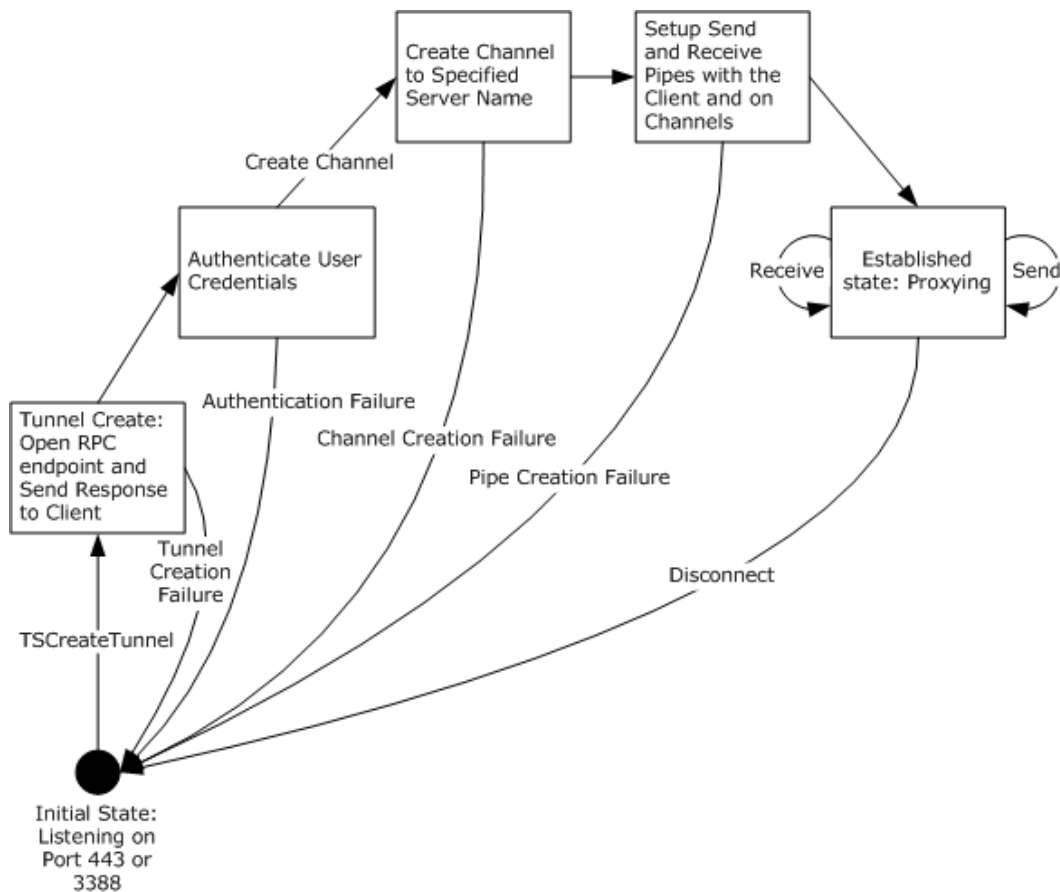 Create Channel
to Specified
Server Name
Setup Send
and Receive
Pipes with the
Client and on
Channels
Create Channel
Authenticate User
Credentials
Receive
Established
state: Proxying
Send
Authentication Failure
Tunnel Create:
Open RPC
endpoint and
Send Response
to Client
Channel Creation Failure
Pipe Creation Failure
Tunnel
Creation
Failure
Disconnect
TSCreateTunnel
Initial State:
Listening on
Port 443 or
3388